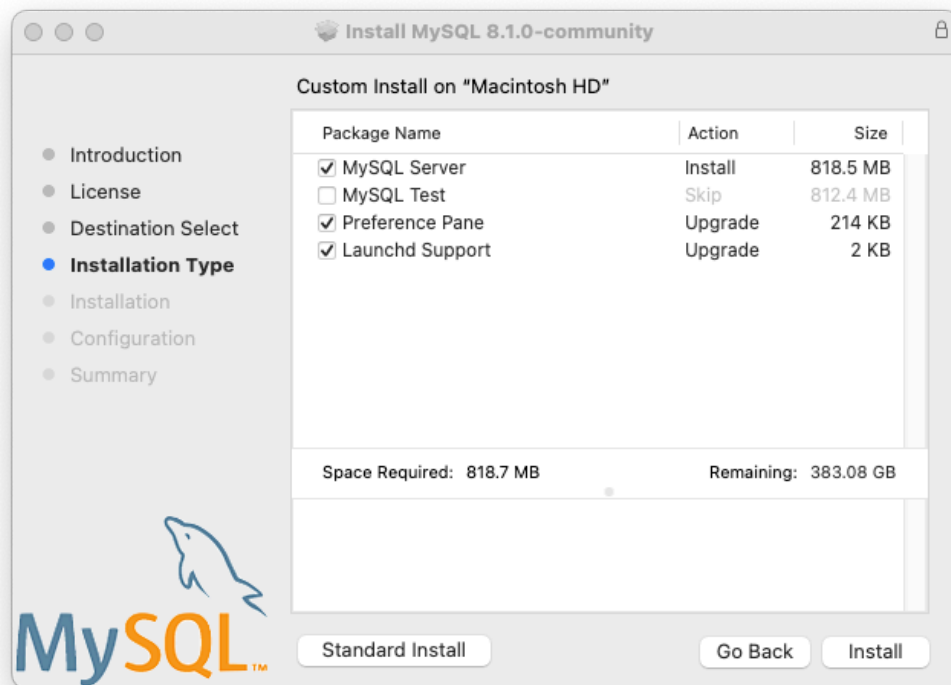 Install MySQL 8.1.0-community
Custom Install on “Macintosh HD”
Introduction
License
Destination Select
Installation Type
Installation
Configuration
Summary
Package Name Action Size
MySQL Server Install 818.5 MB
MySQL Test Skip 812.4 MB
Preference Pane Upgrade 214 KB
Launchd Support Upgrade 2 KB
Space Required: 818.7 MB Remaining: 383.08 GB
MySQL™
Standard Install Go Back Install